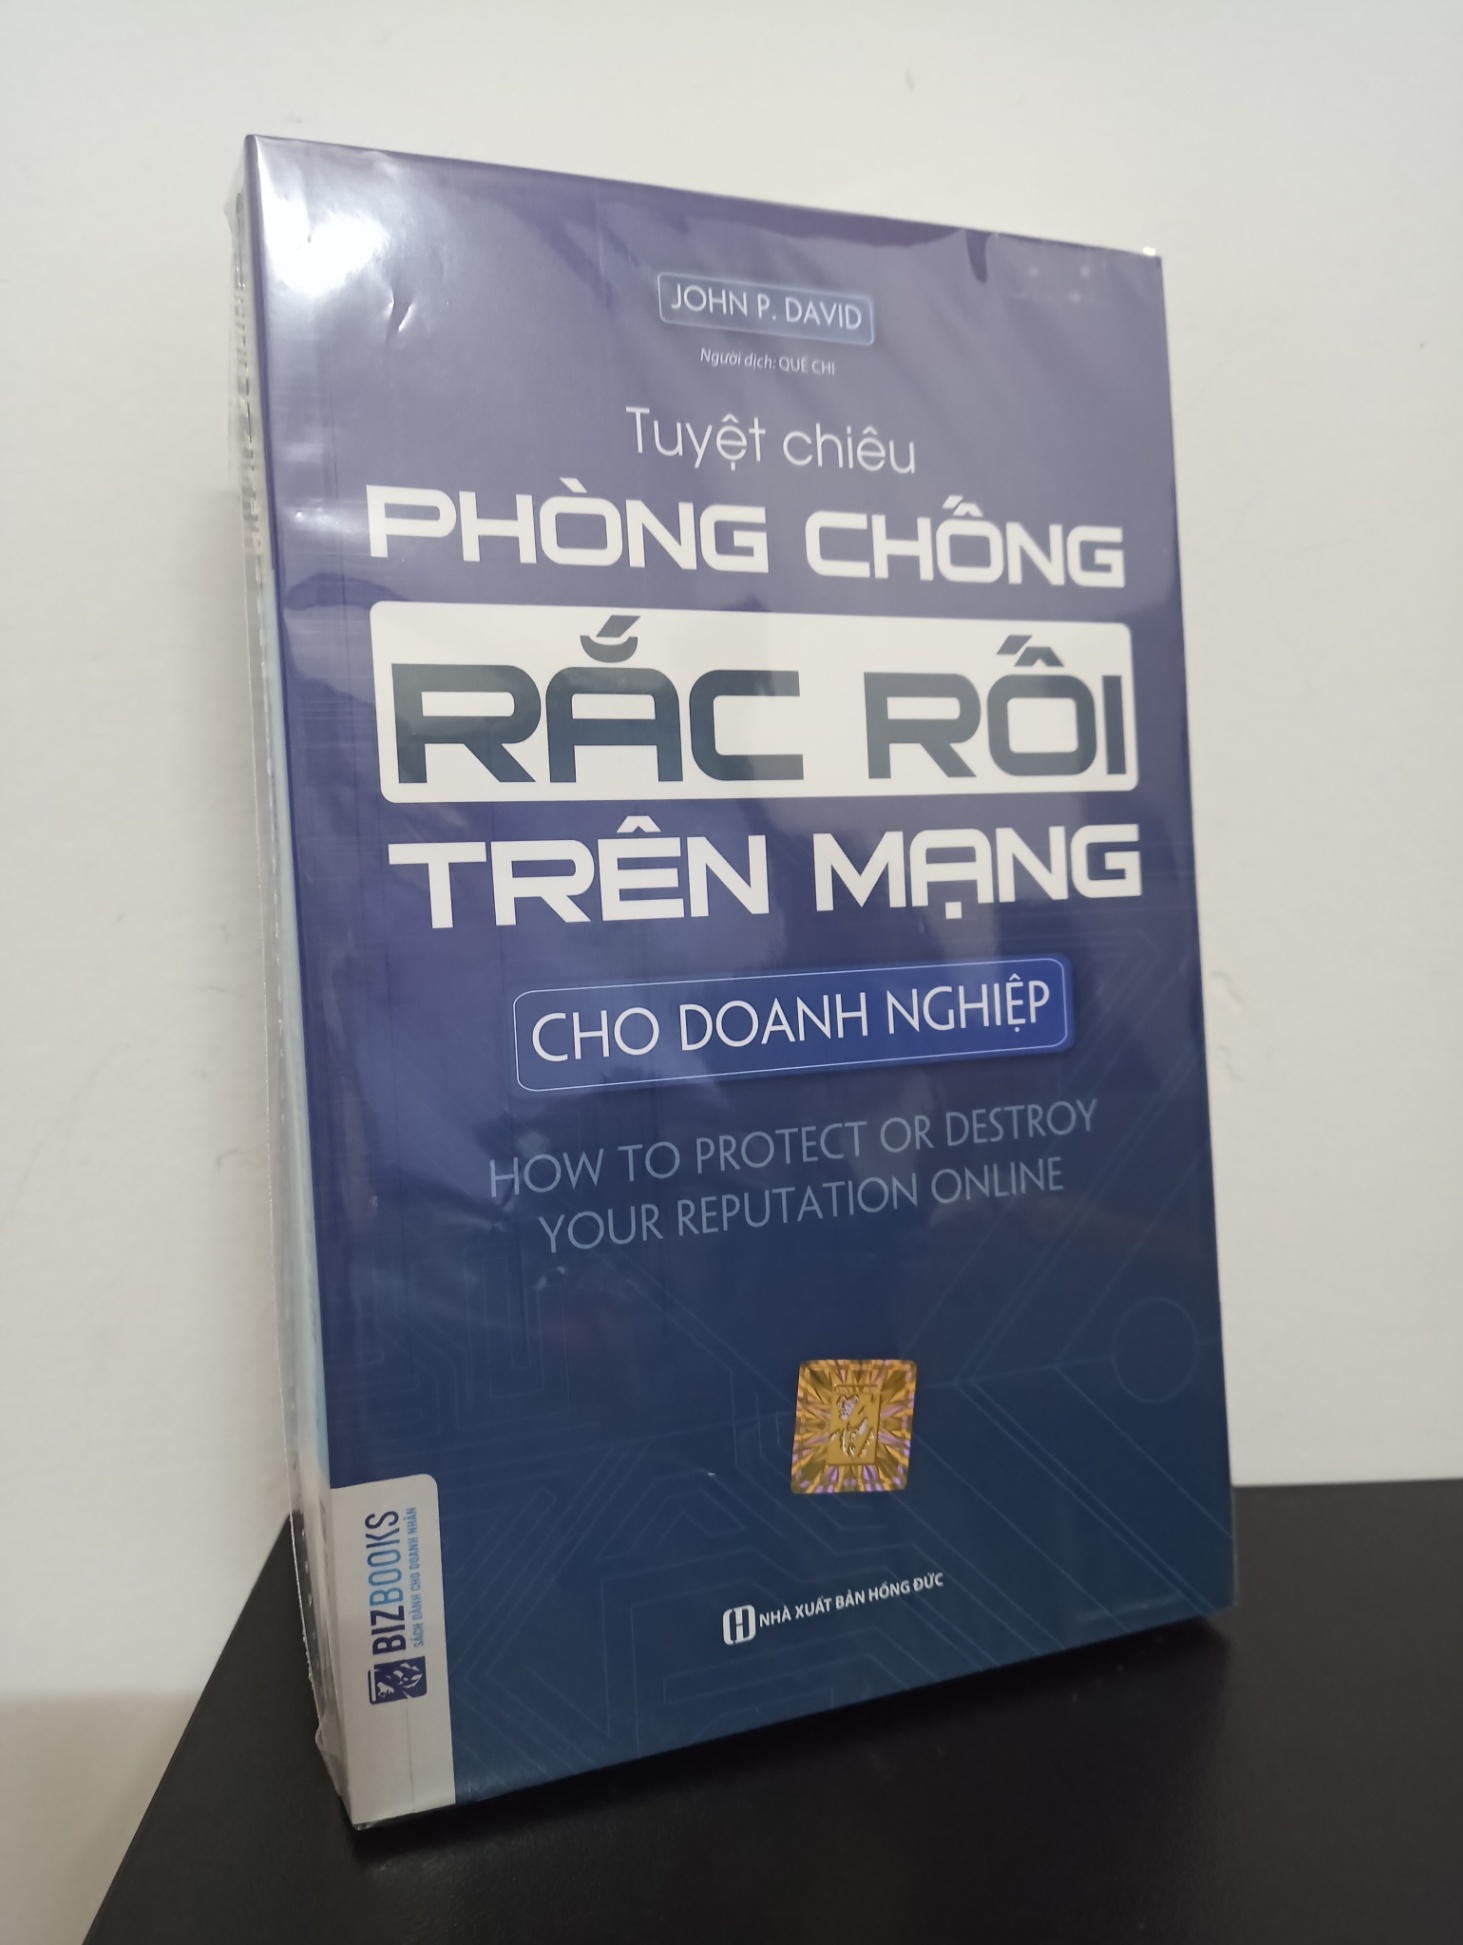 JOHN P. DAVID
Người dịch: QUẾ CHI
Tuyệt chiêu
PHÒNG CHỐNG
RẮC RỐI
TRÊN MẠNG
CHO DOANH NGHIỆP
HOW TO PROTECT OR DESTROY
YOUR REPUTATION ONLINE
BIZBOOKS
SÁCH DÀNH CHO DOANH NHÂN
NHÀ XUẤT BẢN HỒNG ĐỨC